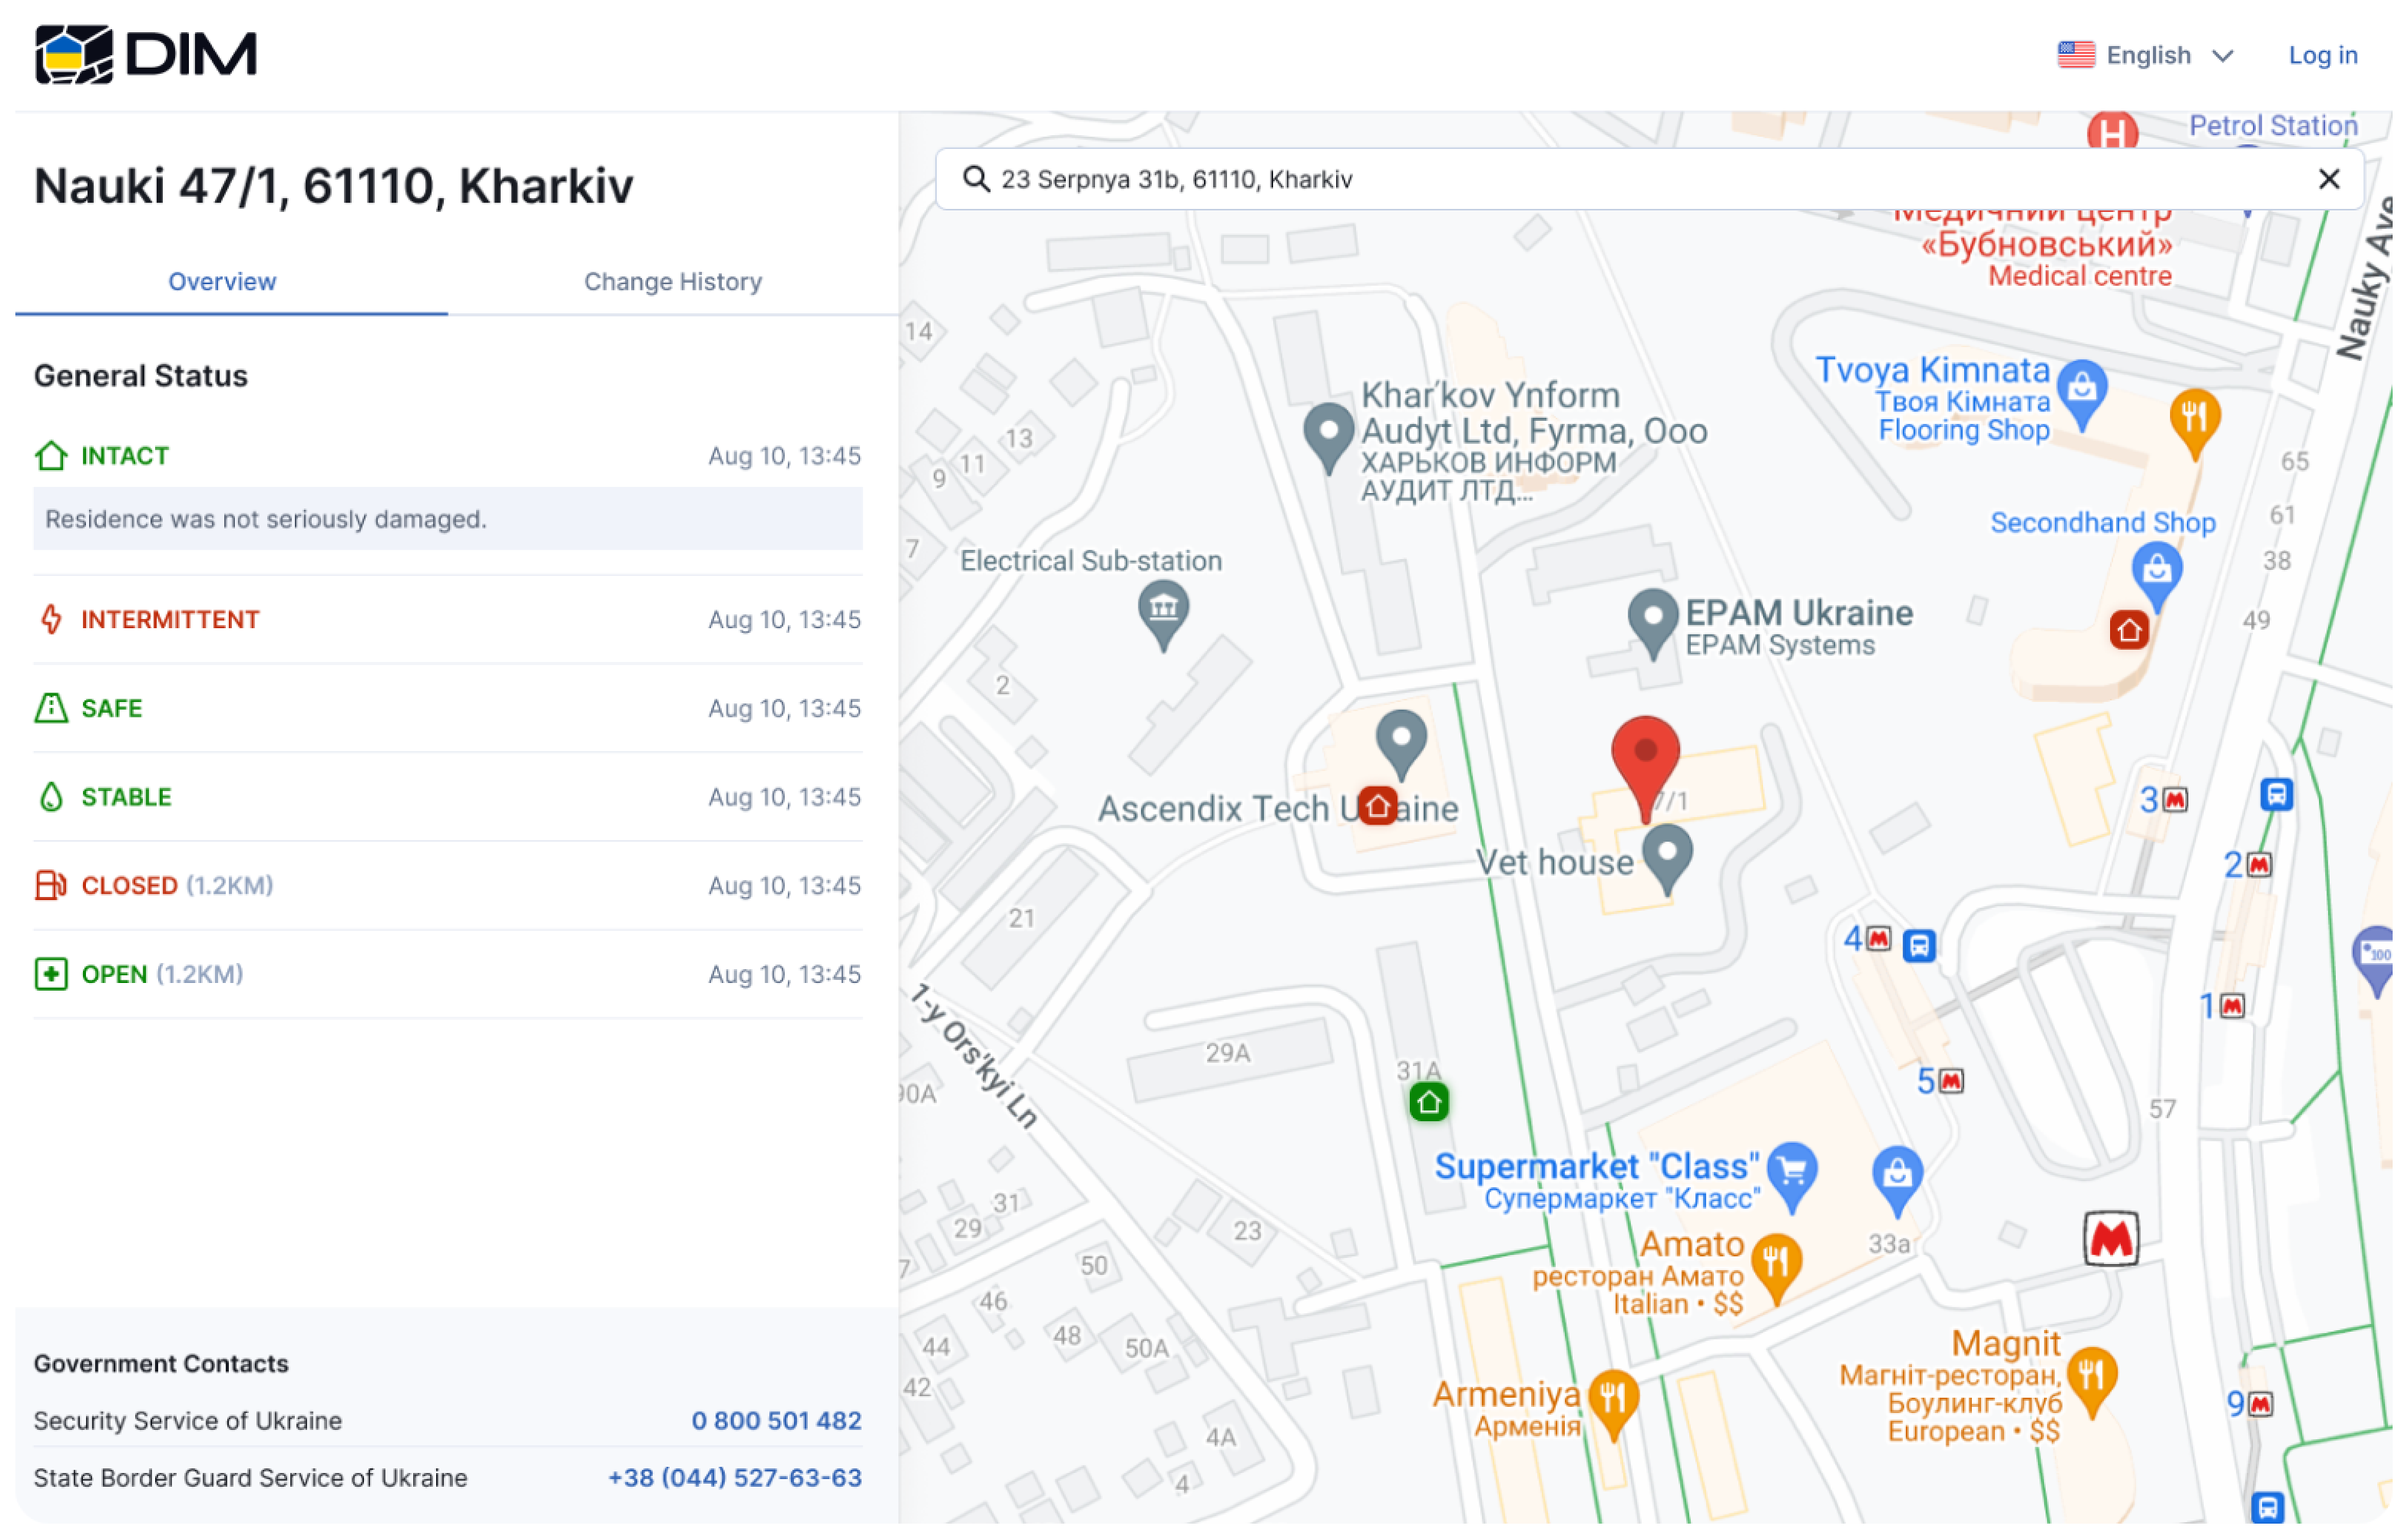 DIM
English
Log in
Nauki 47/1, 61110, Kharkiv
Overview
Change History
General Status
INTACT
Aug 10, 13:45
Residence was not seriously damaged.
INTERMITTENT
Aug 10, 13:45
SAFE
Aug 10, 13:45
STABLE
Aug 10, 13:45
CLOSED (1.2KM)
Aug 10, 13:45
OPEN (1.2KM)
Aug 10, 13:45
Government Contacts
Security Service of Ukraine
0 800 501 482
State Border Guard Service of Ukraine
+38 (044) 527-63-63
H
Petrol Station
23 Serpnya 31b, 61110, Kharkiv
Медичний центр
«Бубновський»
Medical centre
Nauky Ave
14
Tvoya Kimnata
Твоя Кімната
Flooring Shop
Khar'kov Ynform
Audyt Ltd, Fyrma, Ooo
ХАРЬКОВ ИНФОРМ
АУДИТ ЛТД...
13
11
9
65
61
Secondhand Shop
7
38
Electrical Sub-station
49
EPAM Ukraine
EPAM Systems
2
3 M
7/1
Ascendix Tech
Vet house
2 M
21
4 M
100
1 M
1-y Ors'kyi Ln
29A
31A
5 M
90A
57
Supermarket "Class"
Супермаркет "Класс"
31
29
23
33a
M
Amato
ресторан Амато
Italian • $$
7
50
46
48
44
50A
Magnit
Магніт-ресторан,
Боулинг-клуб
European • $$
42
Armeniya
Арменія
9 M
4A
4